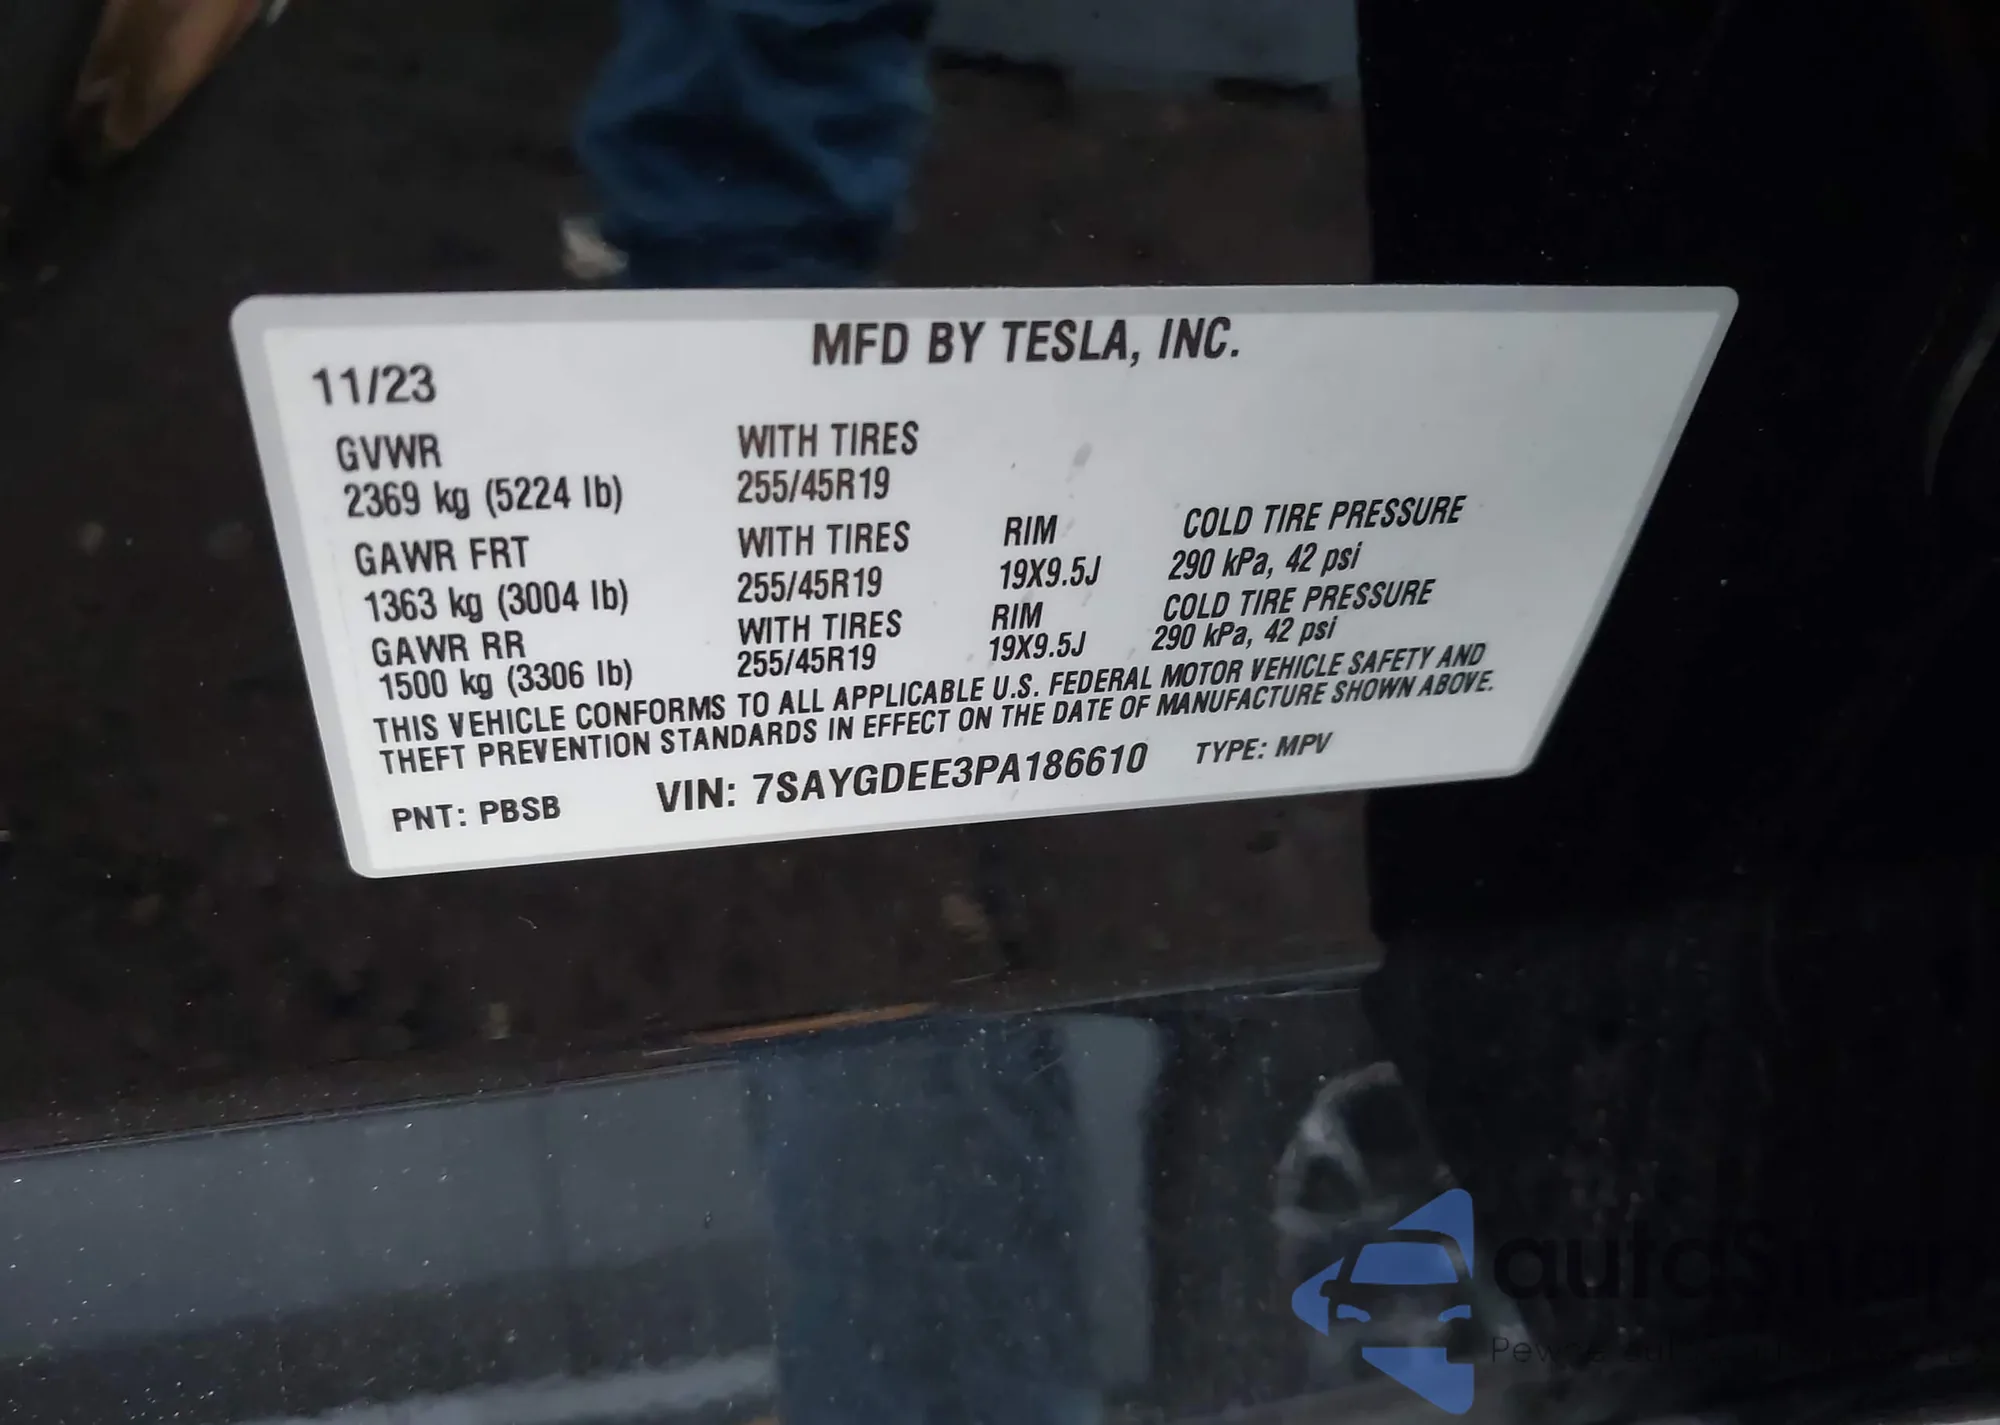 MFD BY TESLA, INC.
11/23
GVWR WITH TIRES
2369 kg (5224 lb) 255/45R19
GAWR FRT WITH TIRES RIM COLD TIRE PRESSURE
1363 kg (3004 lb) 255/45R19 19X9.5J 290 kPa, 42 psi
GAWR RR WITH TIRES RIM COLD TIRE PRESSURE
1500 kg (3306 lb) 255/45R19 19X9.5J 290 kPa, 42 psi
THIS VEHICLE CONFORMS TO ALL APPLICABLE U.S. FEDERAL MOTOR VEHICLE SAFETY AND
THEFT PREVENTION STANDARDS IN EFFECT ON THE DATE OF MANUFACTURE SHOWN ABOVE.
PNT: PBSB VIN: 7SAYGDEE3PA186610 TYPE: MPV